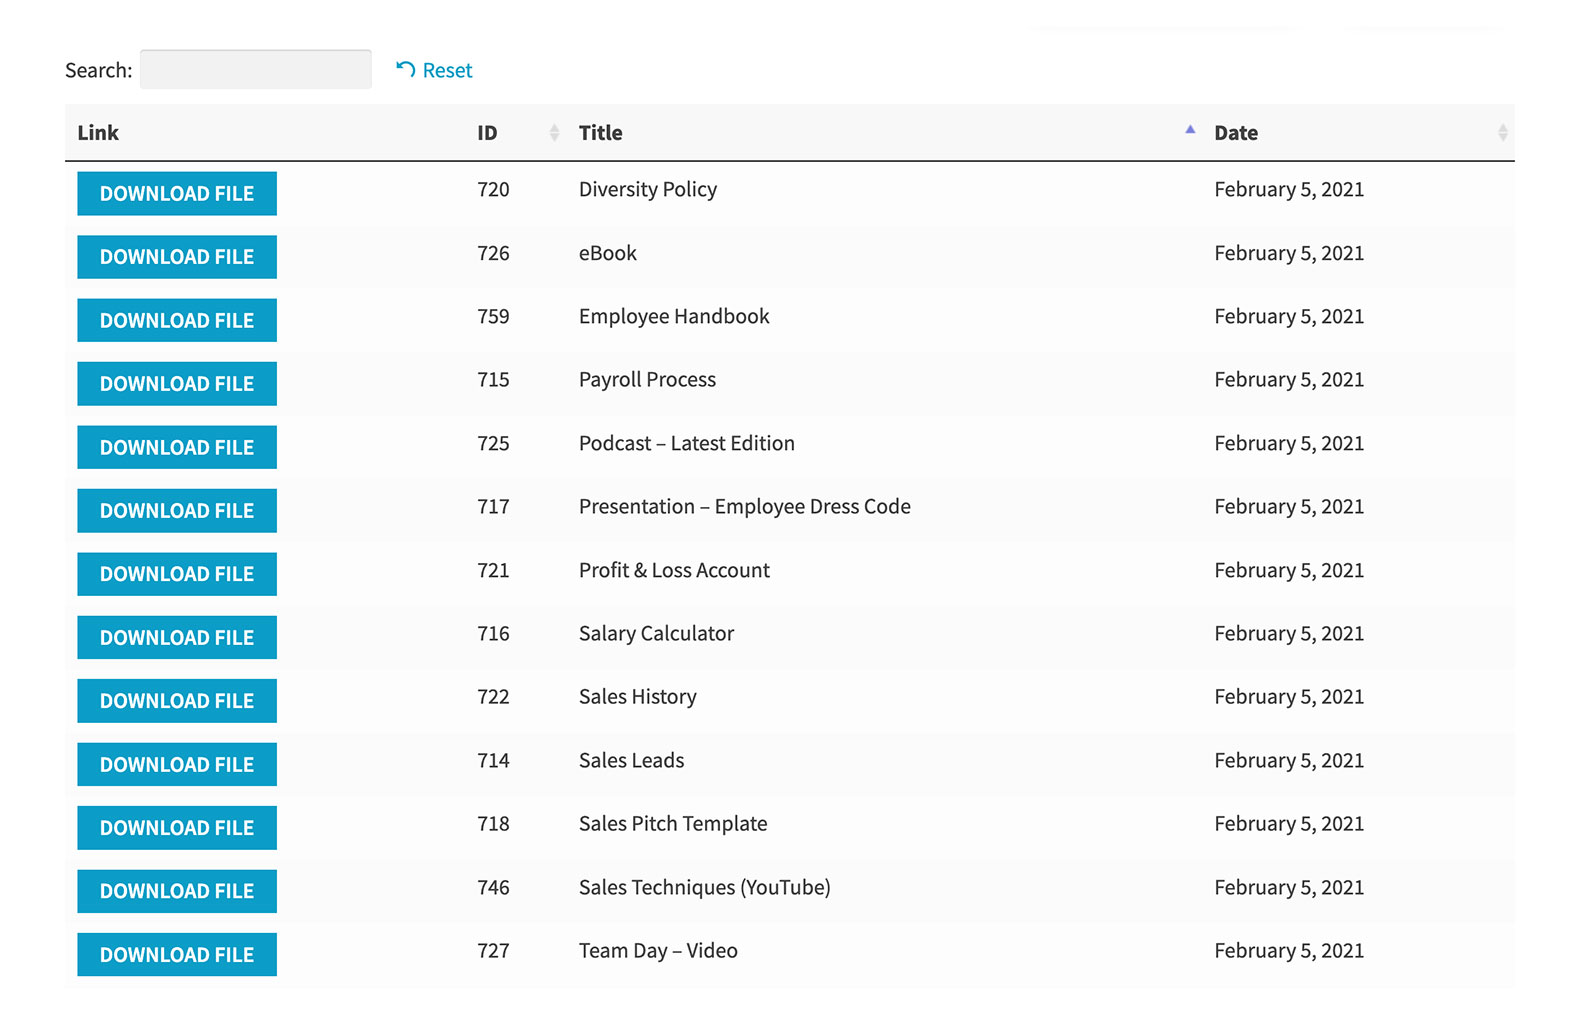 Search: Reset
Link ID Title Date
DOWNLOAD FILE 720 Diversity Policy February 5, 2021
DOWNLOAD FILE 726 eBook February 5, 2021
DOWNLOAD FILE 759 Employee Handbook February 5, 2021
DOWNLOAD FILE 715 Payroll Process February 5, 2021
DOWNLOAD FILE 725 Podcast – Latest Edition February 5, 2021
DOWNLOAD FILE 717 Presentation – Employee Dress Code February 5, 2021
DOWNLOAD FILE 721 Profit & Loss Account February 5, 2021
DOWNLOAD FILE 716 Salary Calculator February 5, 2021
DOWNLOAD FILE 722 Sales History February 5, 2021
DOWNLOAD FILE 714 Sales Leads February 5, 2021
DOWNLOAD FILE 718 Sales Pitch Template February 5, 2021
DOWNLOAD FILE 746 Sales Techniques (YouTube) February 5, 2021
DOWNLOAD FILE 727 Team Day – Video February 5, 2021